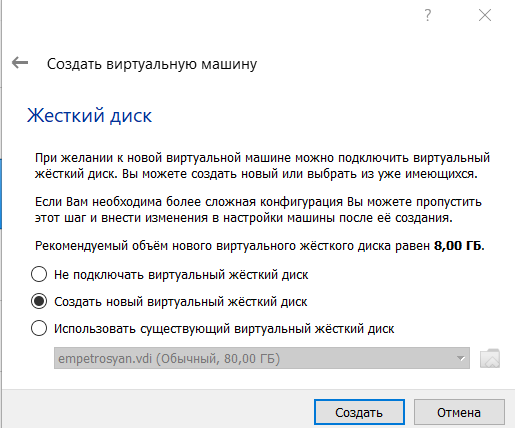 ?
Создать виртуальную машину
Жесткий диск
При желании к новой виртуальной машине можно подключить виртуальный
жёсткий диск. Вы можете создать новый или выбрать из уже имеющихся.
Если Вам необходима более сложная конфигурация Вы можете пропустить
этот шаг и внести изменения в настройки машины после её создания.
Рекомендуемый объём нового виртуального жёсткого диска равен 8,00 ГБ.
Не подключать виртуальный жёсткий диск
Создать новый виртуальный жёсткий диск
Использовать существующий виртуальный жёсткий диск
empetrosyan.vdi (Обычный, 80,00 ГБ)
Создать
Отмена